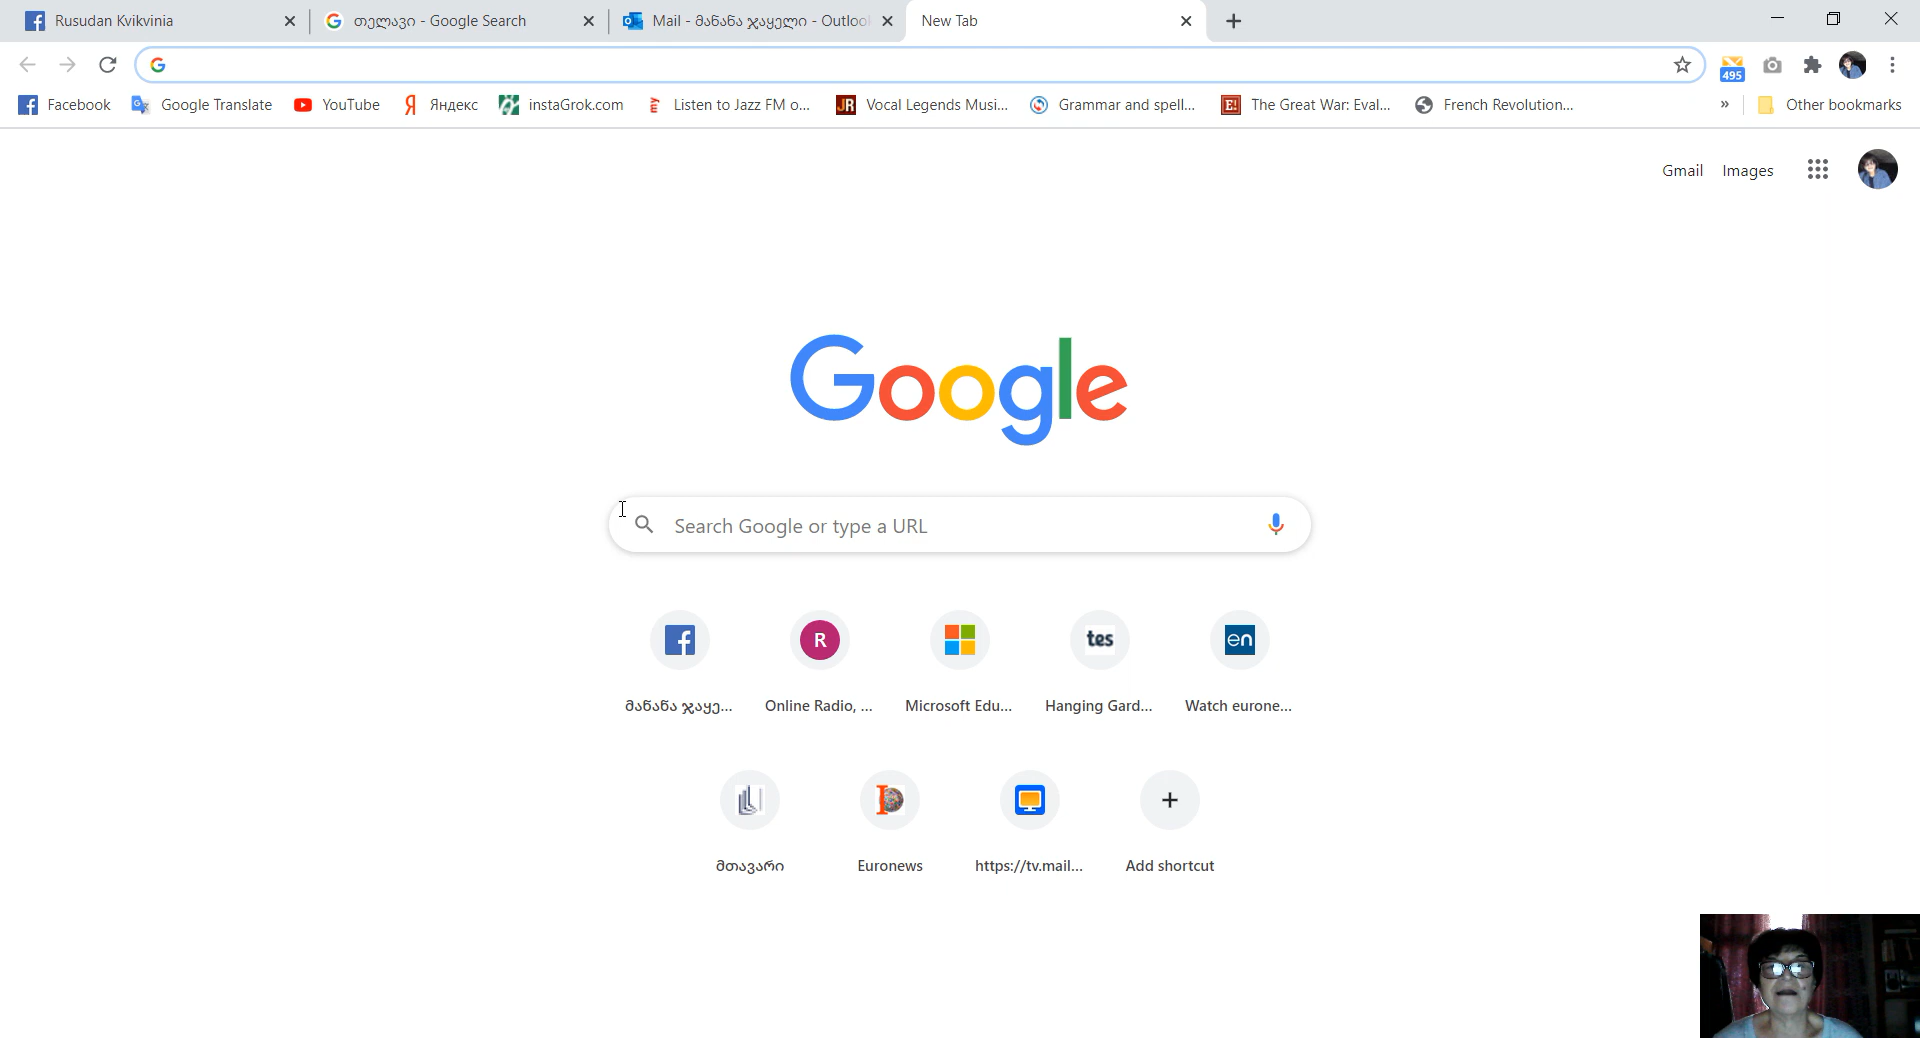 Rusudan Kvikvinia
თელავი - Google Search
Mail - მანანა ჯაყელი - Outlook
New Tab
495
Facebook
Google Translate
YouTube
Яндекс
instaGrok.com
Listen to Jazz FM o...
Vocal Legends Musi...
Grammar and spell...
The Great War: Eval...
French Revolution...
»
Other bookmarks
Gmail
Images
Google
Search Google or type a URL
R
tes
en
მანანა ჯაყე...
Online Radio, ...
Microsoft Edu...
Hanging Gard...
Watch eurone...
მთავარი
Euronews
https://tv.mail...
Add shortcut